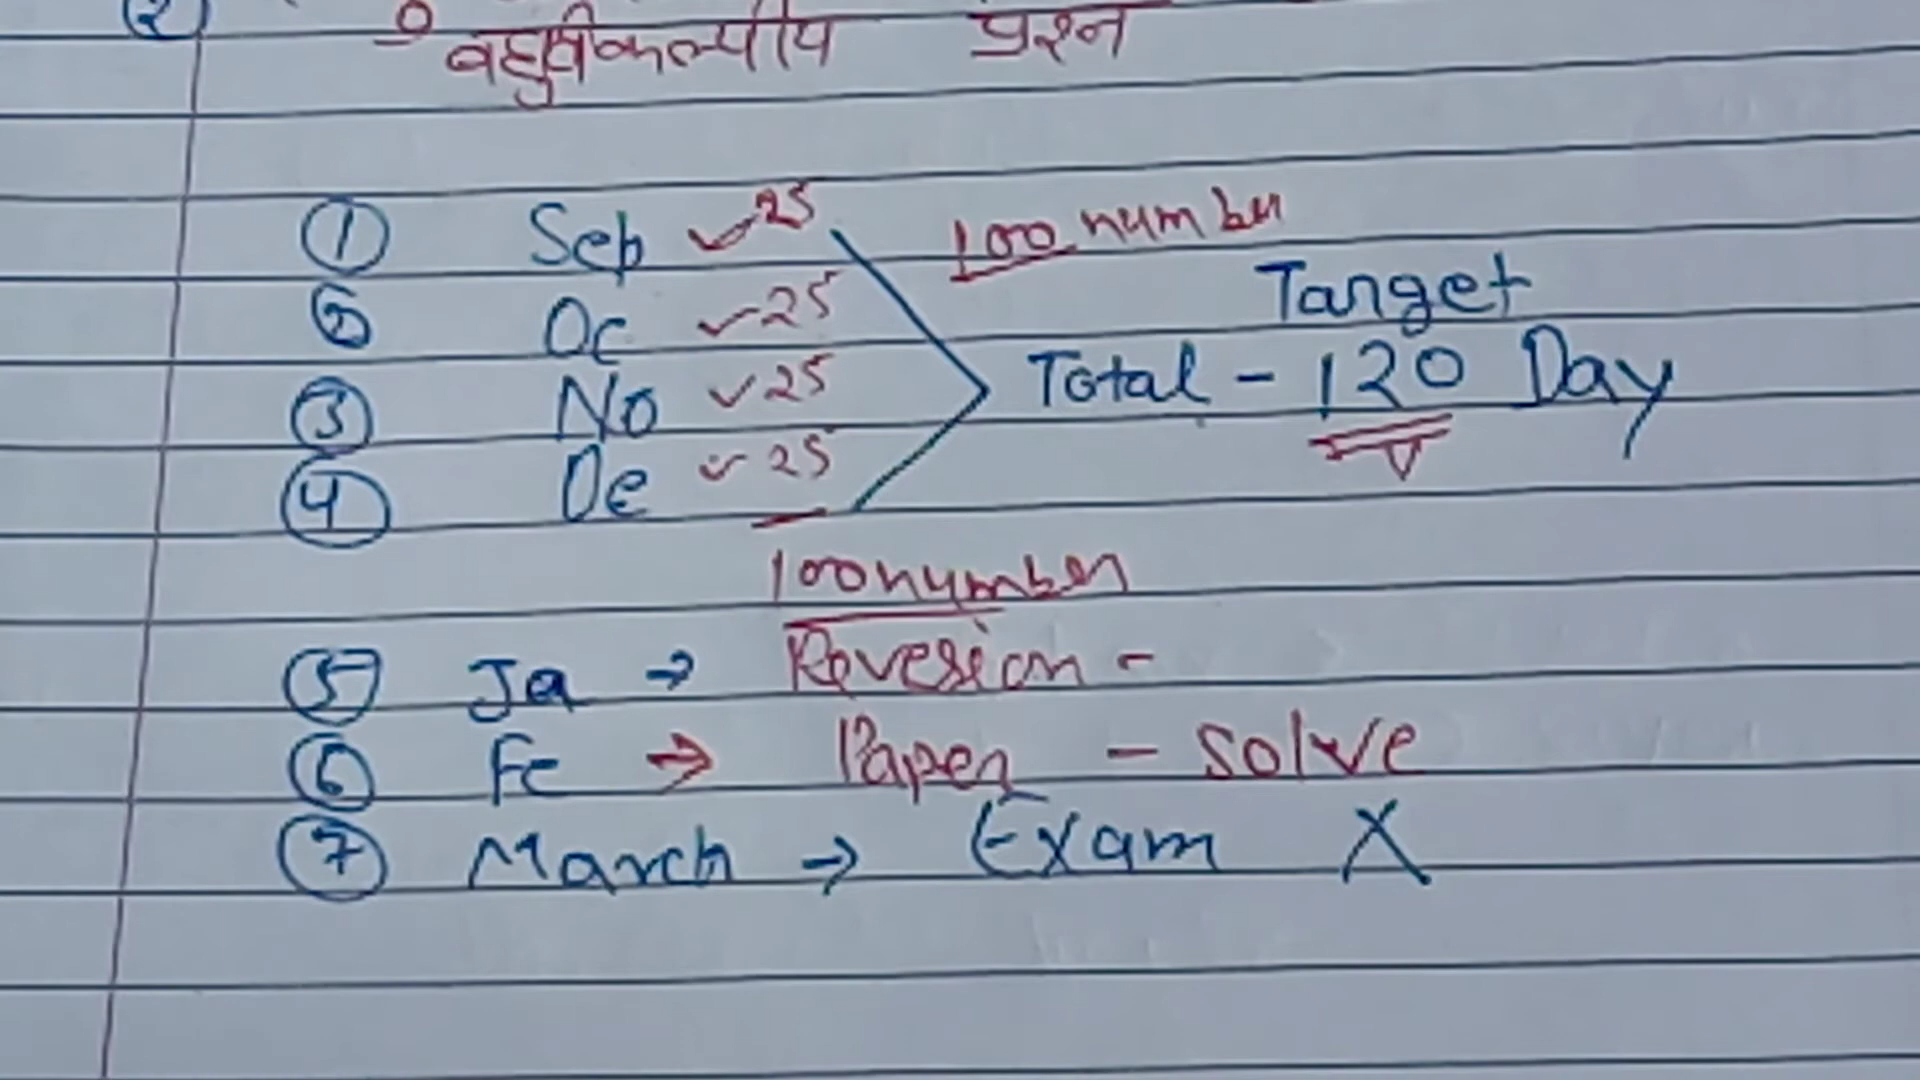 (2) बहुविकल्पीय प्रश्न
① Sep ✓25 100 number
② Oc ✓25 Target
③ No ✓25 Total - 120 Day
④ De ✓25
100 number
⑤ Ja → Revesion -
⑥ Fe → Paper - Solve
⑦ March → Exam X